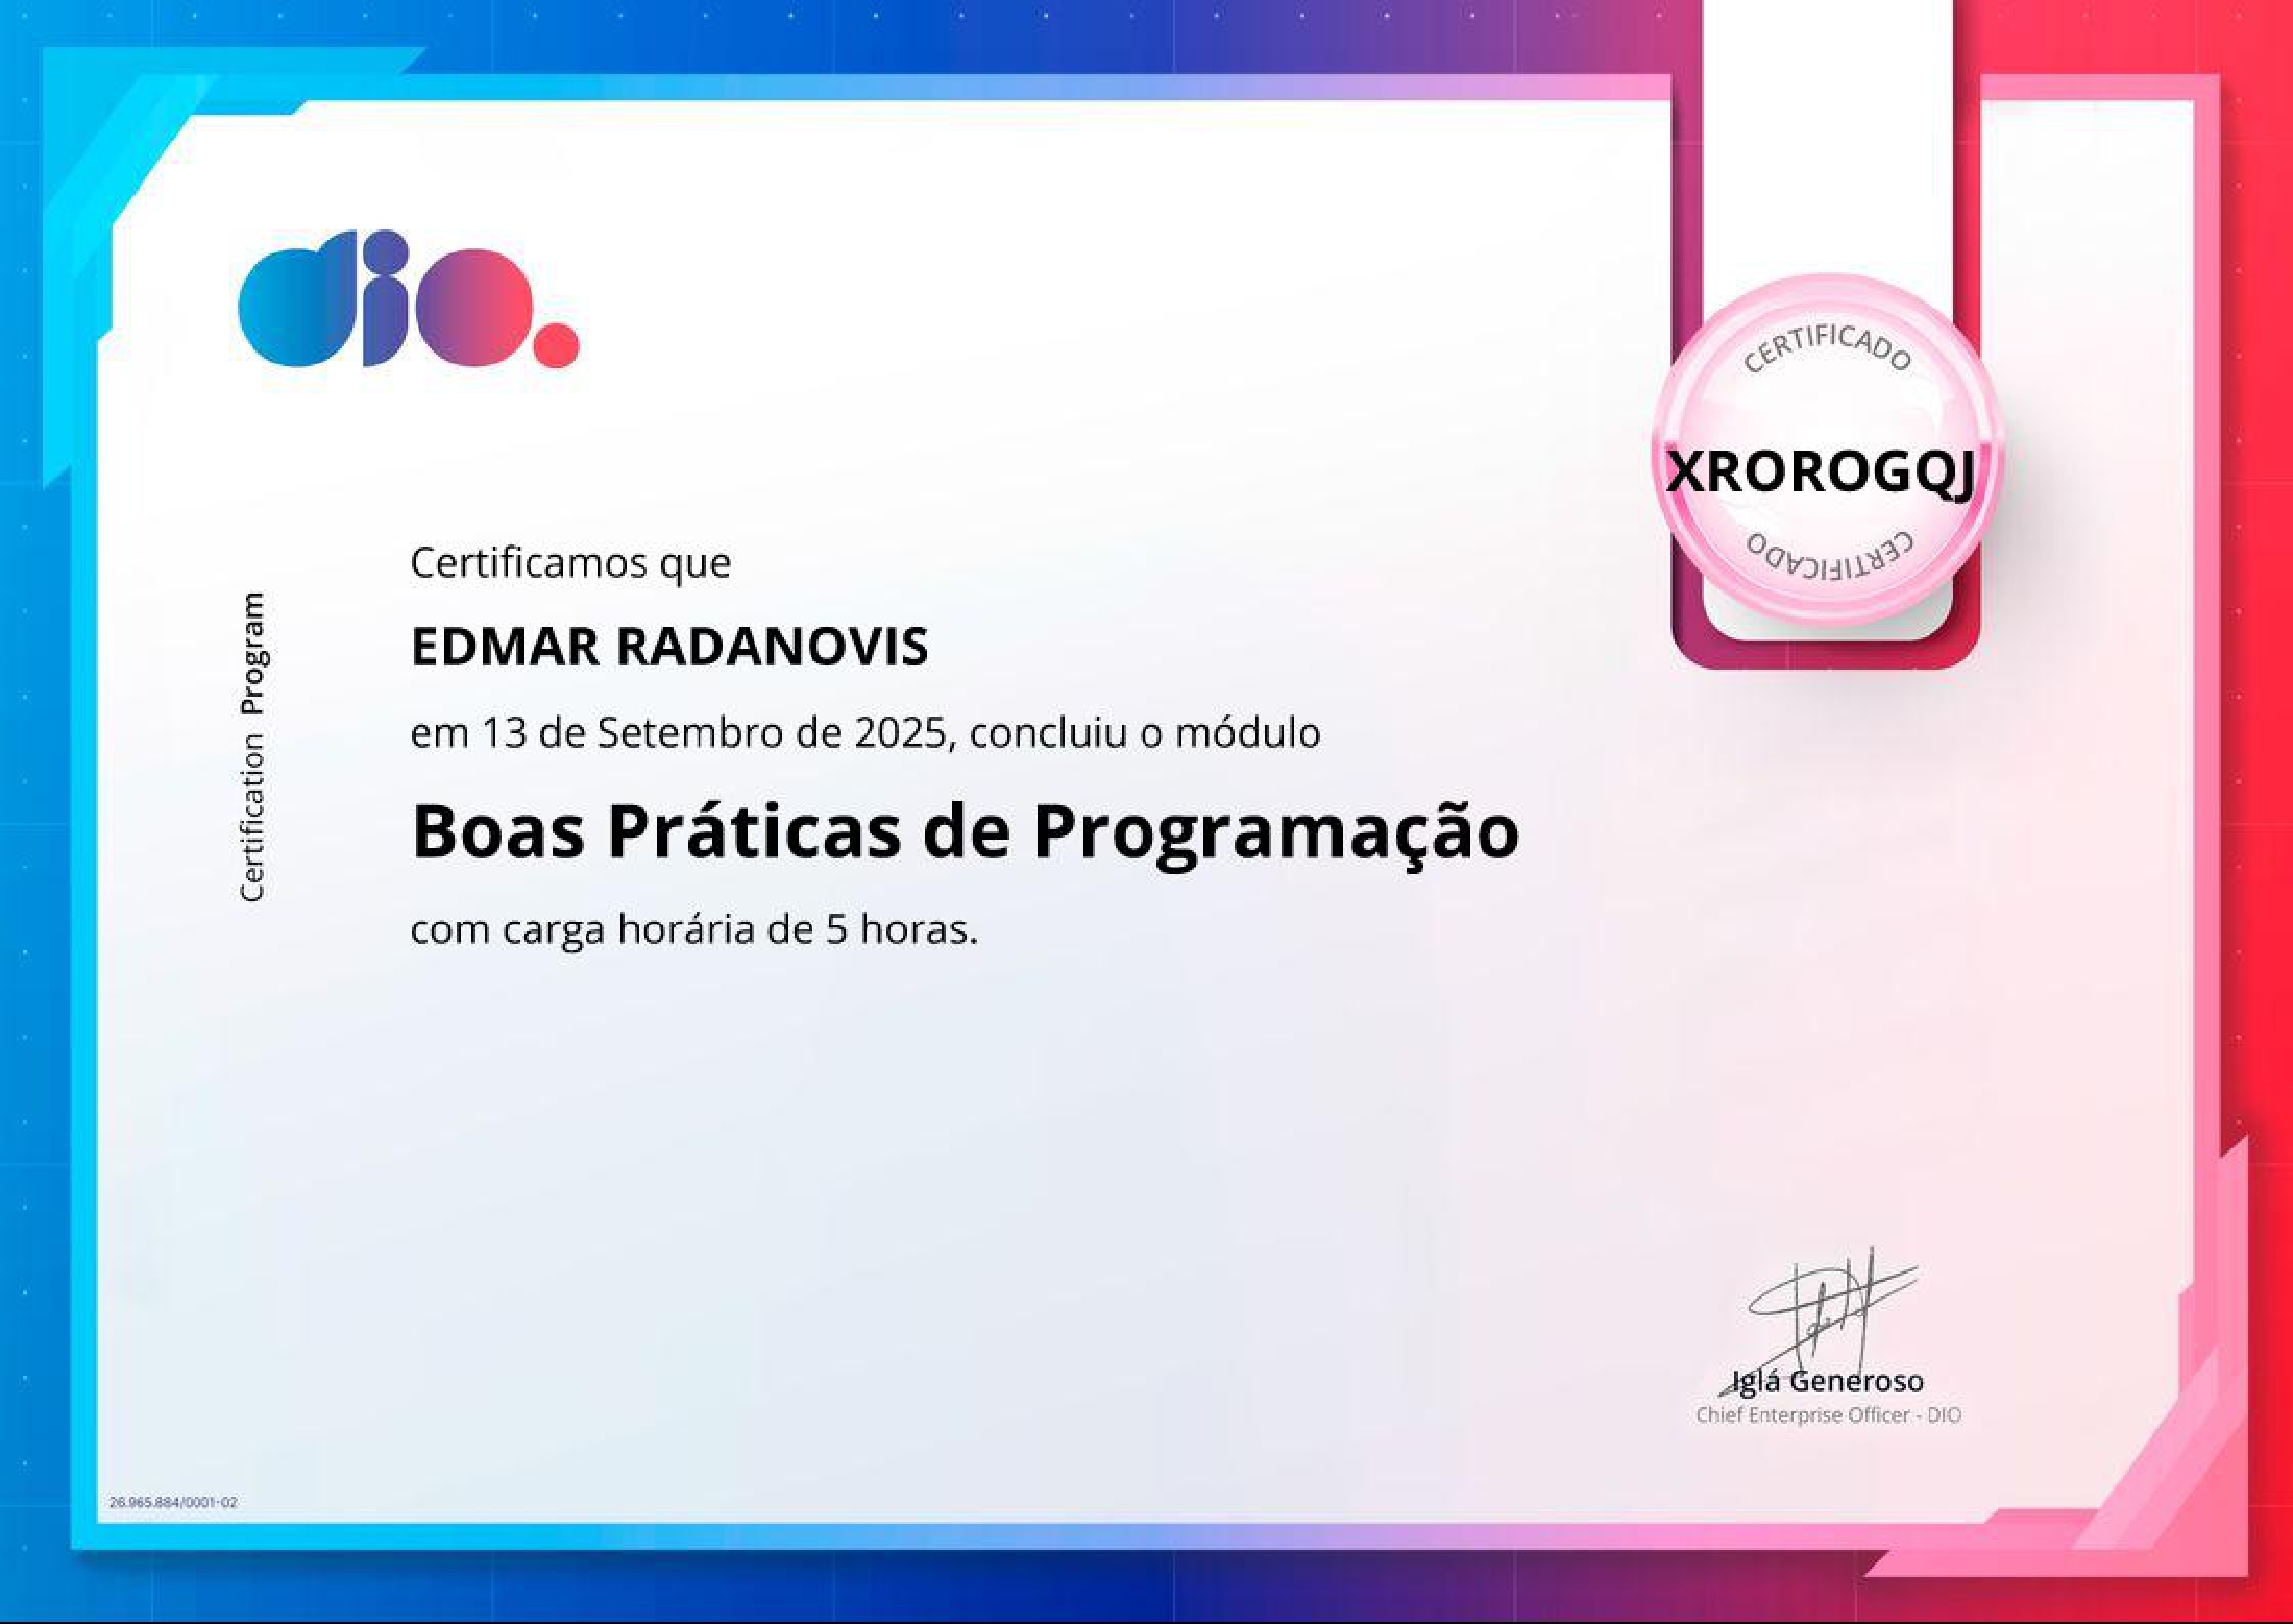 dio.
CERTIFICADO
XROROGQJ
CERTIFICADO
Certification Program
Certificamos que
EDMAR RADANOVIS
em 13 de Setembro de 2025, concluiu o módulo
Boas Práticas de Programação
com carga horária de 5 horas.
Iglá Generoso
Chief Enterprise Officer - DIO
26.965.884/0001-02